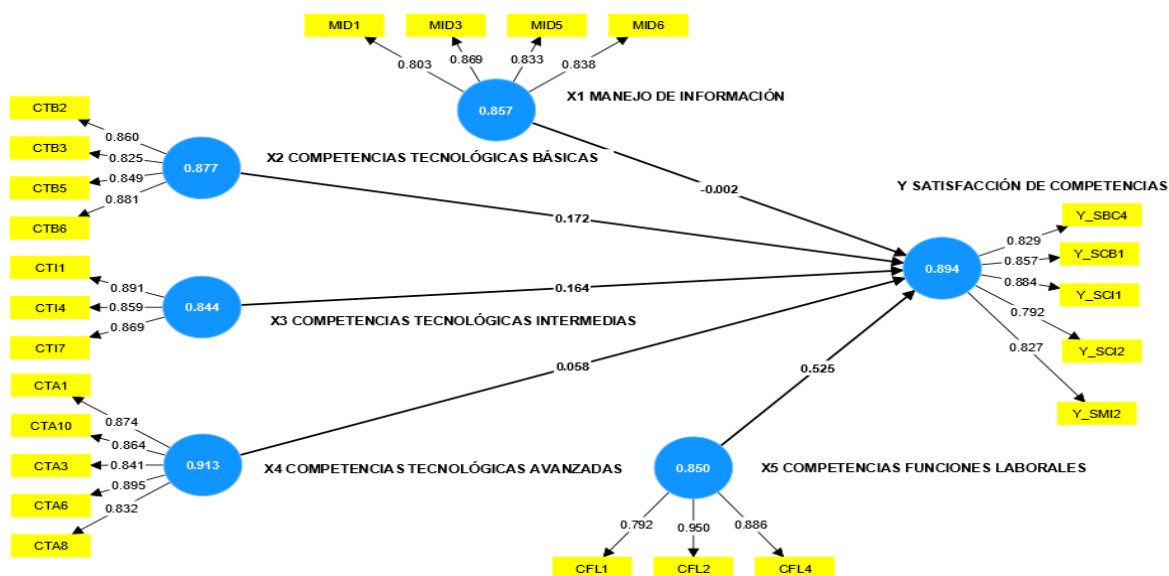 MID1
MID3
MID5
MID6
0.803
0.869
0.833
0.838
0.857
X1 MANEJO DE INFORMACIÓN
CTB2
CTB3
CTB5
CTB6
0.860
0.825
0.849
0.881
0.877
X2 COMPETENCIAS TECNOLÓGICAS BÁSICAS
-0.002
0.172
CTI1
CTI4
CTI7
0.891
0.859
0.869
0.844
X3 COMPETENCIAS TECNOLÓGICAS INTERMEDIAS
0.164
CTA1
CTA10
CTA3
CTA6
CTA8
0.874
0.864
0.841
0.895
0.832
0.913
X4 COMPETENCIAS TECNOLÓGICAS AVANZADAS
0.058
0.525
0.850
X5 COMPETENCIAS FUNCIONES LABORALES
0.792
0.950
0.886
CFL1
CFL2
CFL4
Y SATISFACCIÓN DE COMPETENCIAS
0.894
0.829
0.857
0.884
0.792
0.827
Y_SBC4
Y_SCB1
Y_SCI1
Y_SCI2
Y_SMI2